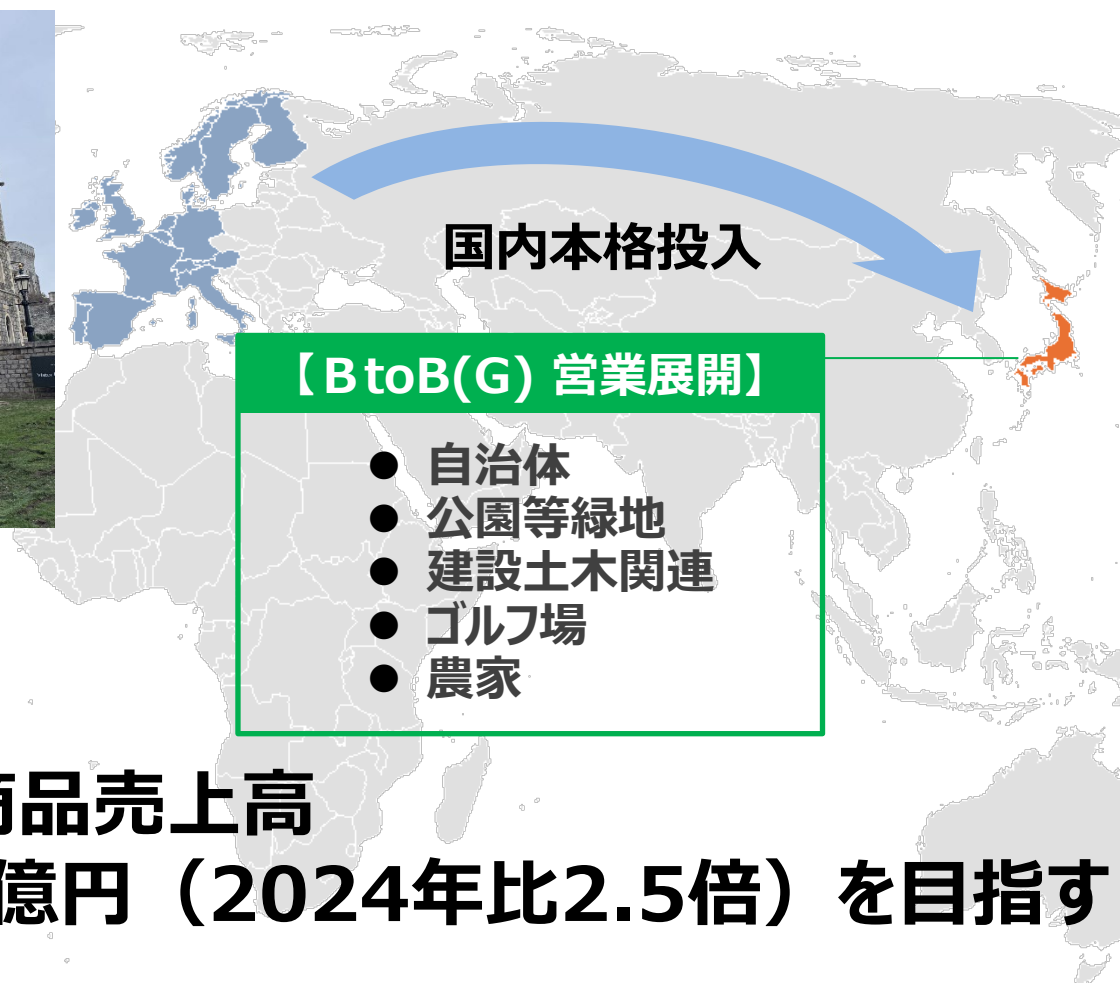 国内本格投入
【BtoB(G) 営業展開】
● 自治体
● 公園等緑地
● 建設土木関連
● ゴルフ場
● 農家
品売上高
億円（2024年比2.5倍）を目指す